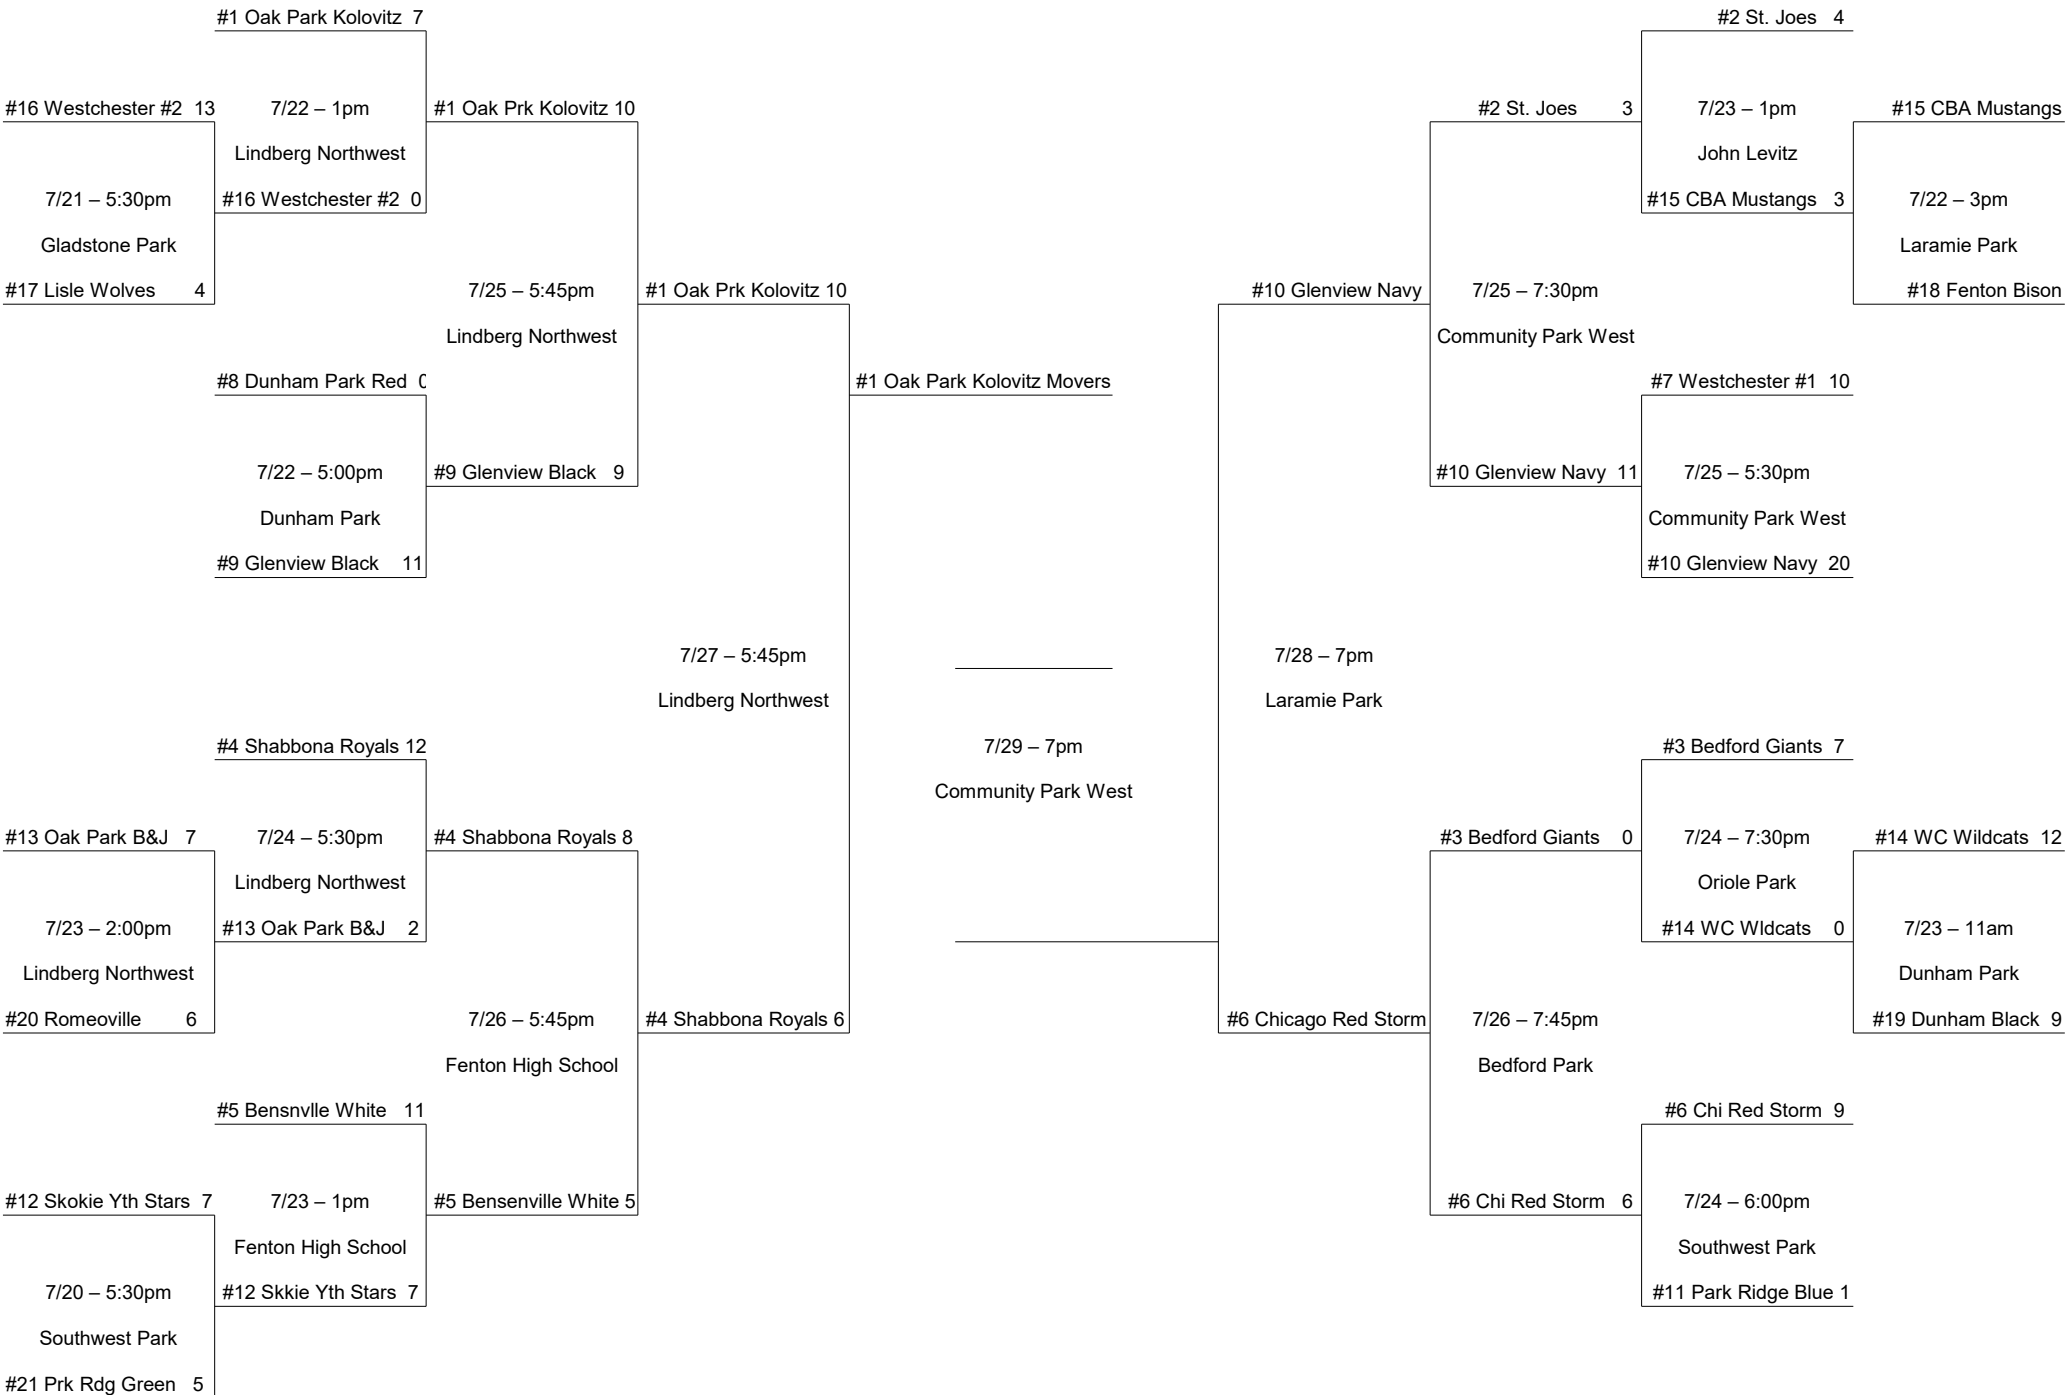 #1 Oak Park Kolovitz 7
#2 St. Joes 4
#16 Westchester #2 13
7/22 – 1pm
#1 Oak Prk Kolovitz 10
#2 St. Joes 3
7/23 – 1pm
#15 CBA Mustangs
Lindberg Northwest
John Levitz
7/21 – 5:30pm
#16 Westchester #2 0
#15 CBA Mustangs 3
7/22 – 3pm
Gladstone Park
Laramie Park
#17 Lisle Wolves 4
7/25 – 5:45pm
#1 Oak Prk Kolovitz 10
#10 Glenview Navy
7/25 – 7:30pm
#18 Fenton Bison
Lindberg Northwest
Community Park West
#8 Dunham Park Red 0
#1 Oak Park Kolovitz Movers
#7 Westchester #1 10
7/22 – 5:00pm
#9 Glenview Black 9
#10 Glenview Navy 11
7/25 – 5:30pm
Dunham Park
Community Park West
#9 Glenview Black 11
#10 Glenview Navy 20
7/27 – 5:45pm
7/28 – 7pm
Lindberg Northwest
Laramie Park
#4 Shabbona Royals 12
7/29 – 7pm
#3 Bedford Giants 7
Community Park West
#13 Oak Park B&J 7
7/24 – 5:30pm
#4 Shabbona Royals 8
#3 Bedford Giants 0
7/24 – 7:30pm
#14 WC Wildcats 12
Lindberg Northwest
Oriole Park
7/23 – 2:00pm
#13 Oak Park B&J 2
#14 WC Wldcats 0
7/23 – 11am
Lindberg Northwest
Dunham Park
#20 Romeoville 6
7/26 – 5:45pm
#4 Shabbona Royals 6
#6 Chicago Red Storm
7/26 – 7:45pm
#19 Dunham Black 9
Fenton High School
Bedford Park
#5 Bensnvlle White 11
#6 Chi Red Storm 9
#12 Skokie Yth Stars 7
7/23 – 1pm
#5 Bensenville White 5
#6 Chi Red Storm 6
7/24 – 6:00pm
Fenton High School
Southwest Park
7/20 – 5:30pm
#12 Skkie Yth Stars 7
#11 Park Ridge Blue 1
Southwest Park
#21 Prk Rdg Green 5